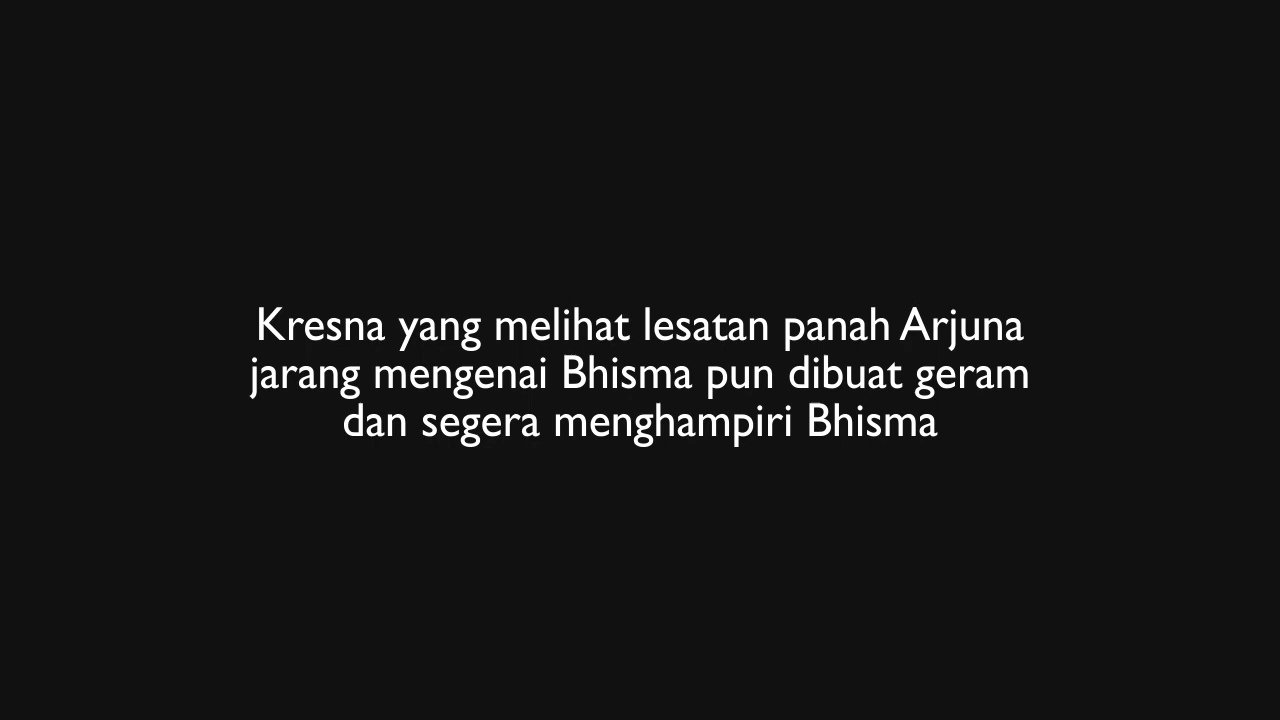 Kresna yang melihat lesatan panah Arjuna
jarang mengenai Bhisma pun dibuat geram
dan segera menghampiri Bhisma